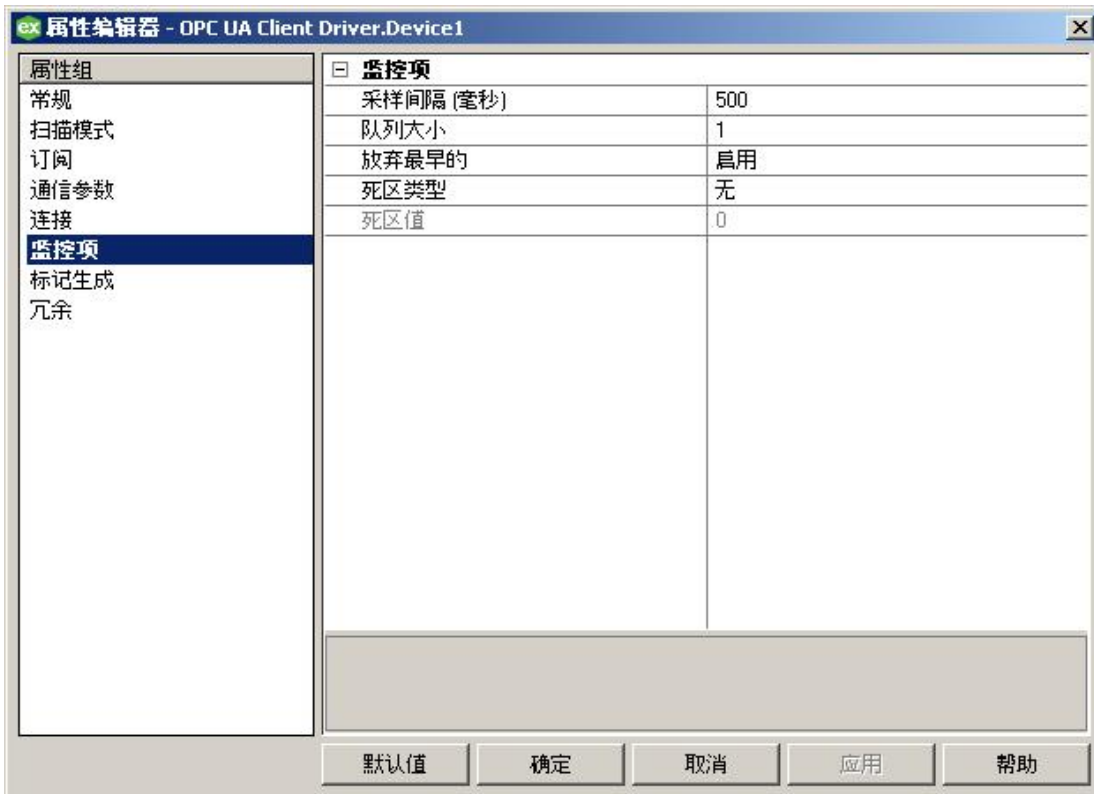 ex 属性编辑器 - OPC UA Client Driver.Device1
属性组
常规
扫描模式
订阅
通信参数
连接
监控项
标记生成
冗余
监控项
采样间隔 (毫秒) 500
队列大小 1
放弃最早的 启用
死区类型 无
死区值 0
默认值 确定 取消 应用 帮助